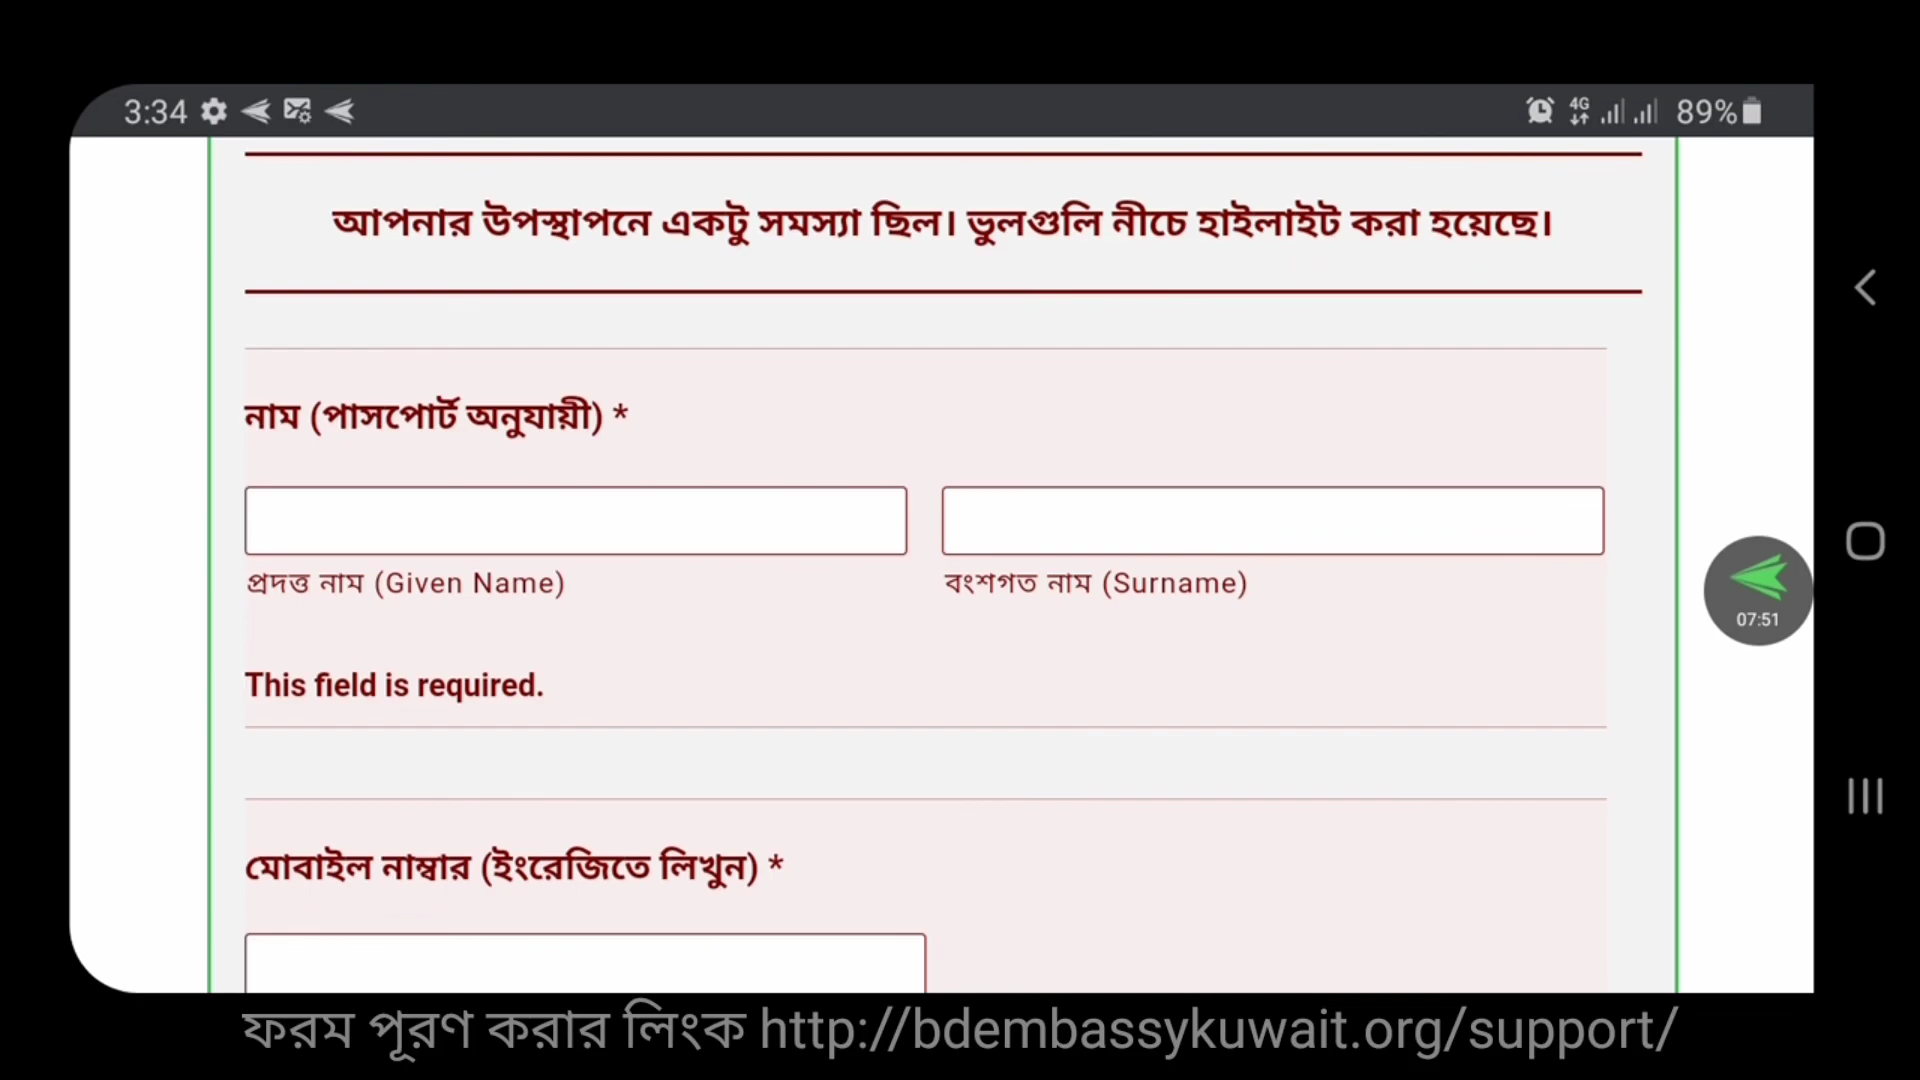 3:34
4G
89%
আপনার উপস্থাপনে একটু সমস্যা ছিল। ভুলগুলি নীচে হাইলাইট করা হয়েছে।
নাম (পাসপোর্ট অনুযায়ী) *
প্রদত্ত নাম (Given Name)
বংশগত নাম (Surname)
07:51
This field is required.
মোবাইল নাম্বার (ইংরেজিতে লিখুন) *
ফরম পূরণ করার লিংক http://bdembassykuwait.org/support/